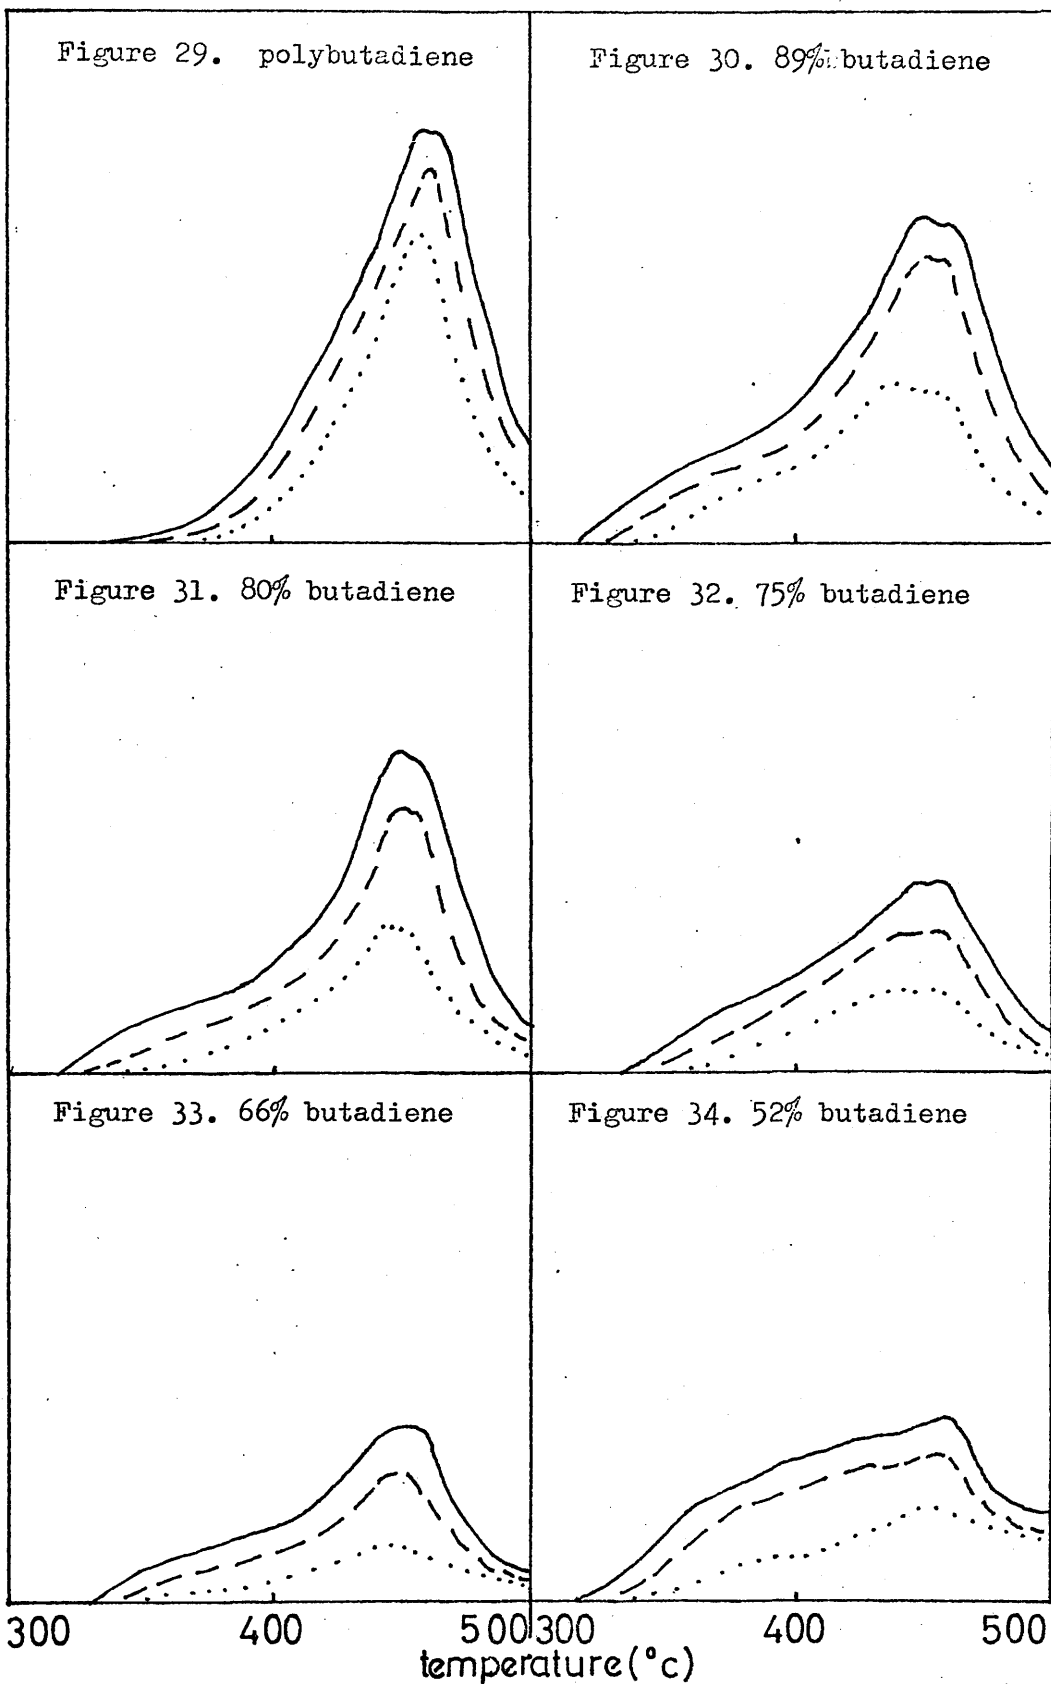 Figure 29. polybutadiene
Figure 30. 89% butadiene
Figure 31. 80% butadiene
Figure 32. 75% butadiene
Figure 33. 66% butadiene
Figure 34. 52% butadiene
300 400 500 300 400 500
temperature (°c)